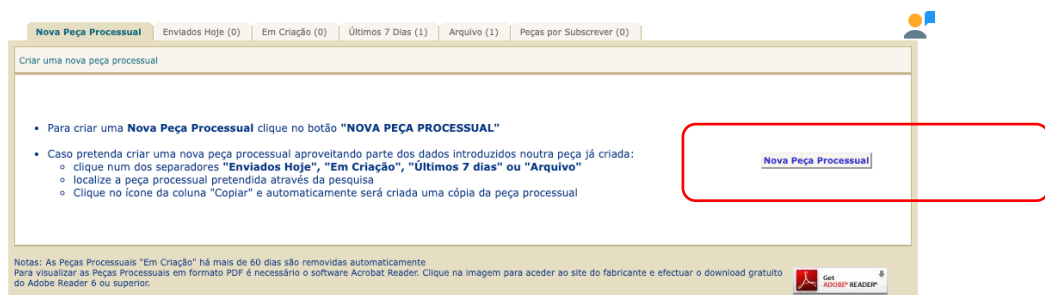 Nova Peça Processual Enviados Hoje (0) Em Criação (0) Últimos 7 Dias (1) Arquivo (1) Peças por Subscrever (0)
Criar uma nova peça processual
• Para criar uma Nova Peça Processual clique no botão "NOVA PEÇA PROCESSUAL"
• Caso pretenda criar uma nova peça processual aproveitando parte dos dados introduzidos noutra peça já criada:
◦ clique num dos separadores "Enviados Hoje", "Em Criação", "Últimos 7 dias" ou "Arquivo"
◦ localize a peça processual pretendida através da pesquisa
◦ Clique no ícone da coluna "Copiar" e automaticamente será criada uma cópia da peça processual
Nova Peça Processual
Notas: As Peças Processuais "Em Criação" há mais de 60 dias são removidas automaticamente
Para visualizar as Peças Processuais em formato PDF é necessário o software Acrobat Reader. Clique na imagem para aceder ao site do fabricante e efectuar o download gratuito
do Adobe Reader 6 ou superior.
Get
ADOBE® READER®